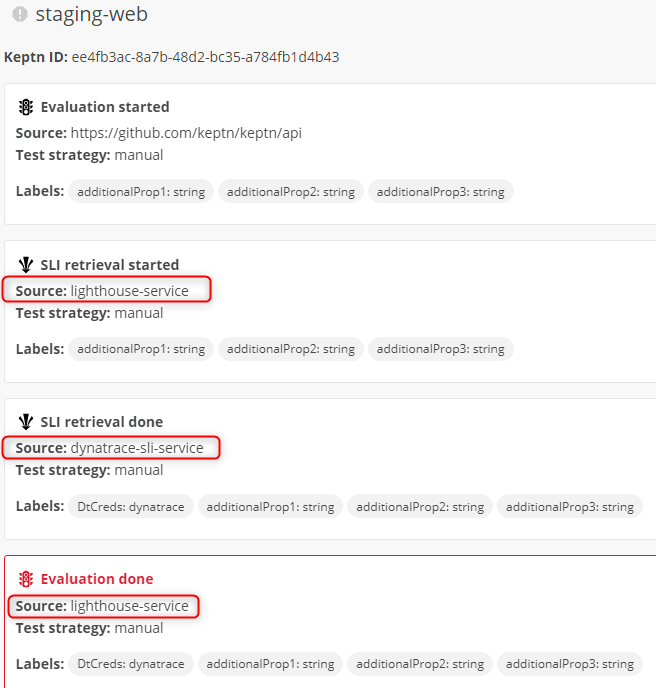 staging-web
Keptn ID: ee4fb3ac-8a7b-48d2-bc35-a784fb1d4b43
Evaluation started
Source: https://github.com/keptn/keptn/api
Test strategy: manual
Labels: additionalProp1: string additionalProp2: string additionalProp3: string
SLI retrieval started
Source: lighthouse-service
Test strategy: manual
Labels: additionalProp1: string additionalProp2: string additionalProp3: string
SLI retrieval done
Source: dynatrace-sli-service
Test strategy: manual
Labels: DtCreds: dynatrace additionalProp1: string additionalProp2: string additionalProp3: string
Evaluation done
Source: lighthouse-service
Test strategy: manual
Labels: DtCreds: dynatrace additionalProp1: string additionalProp2: string additionalProp3: string